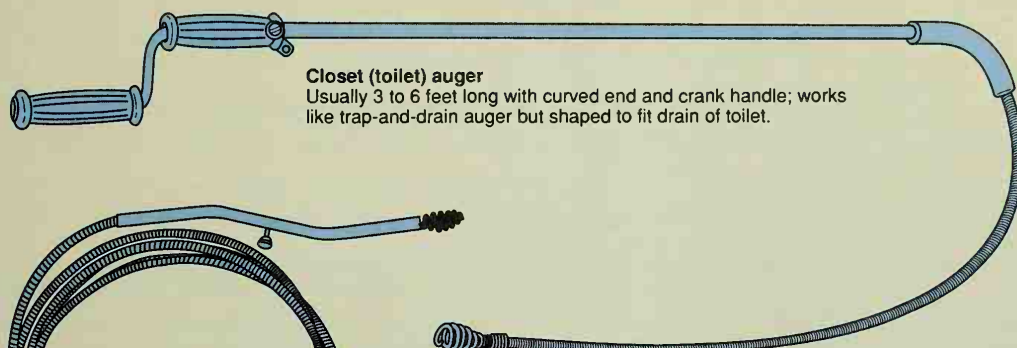 Closet (toilet) auger
Usually 3 to 6 feet long with curved end and crank handle; works
like trap-and-drain auger but shaped to fit drain of toilet.